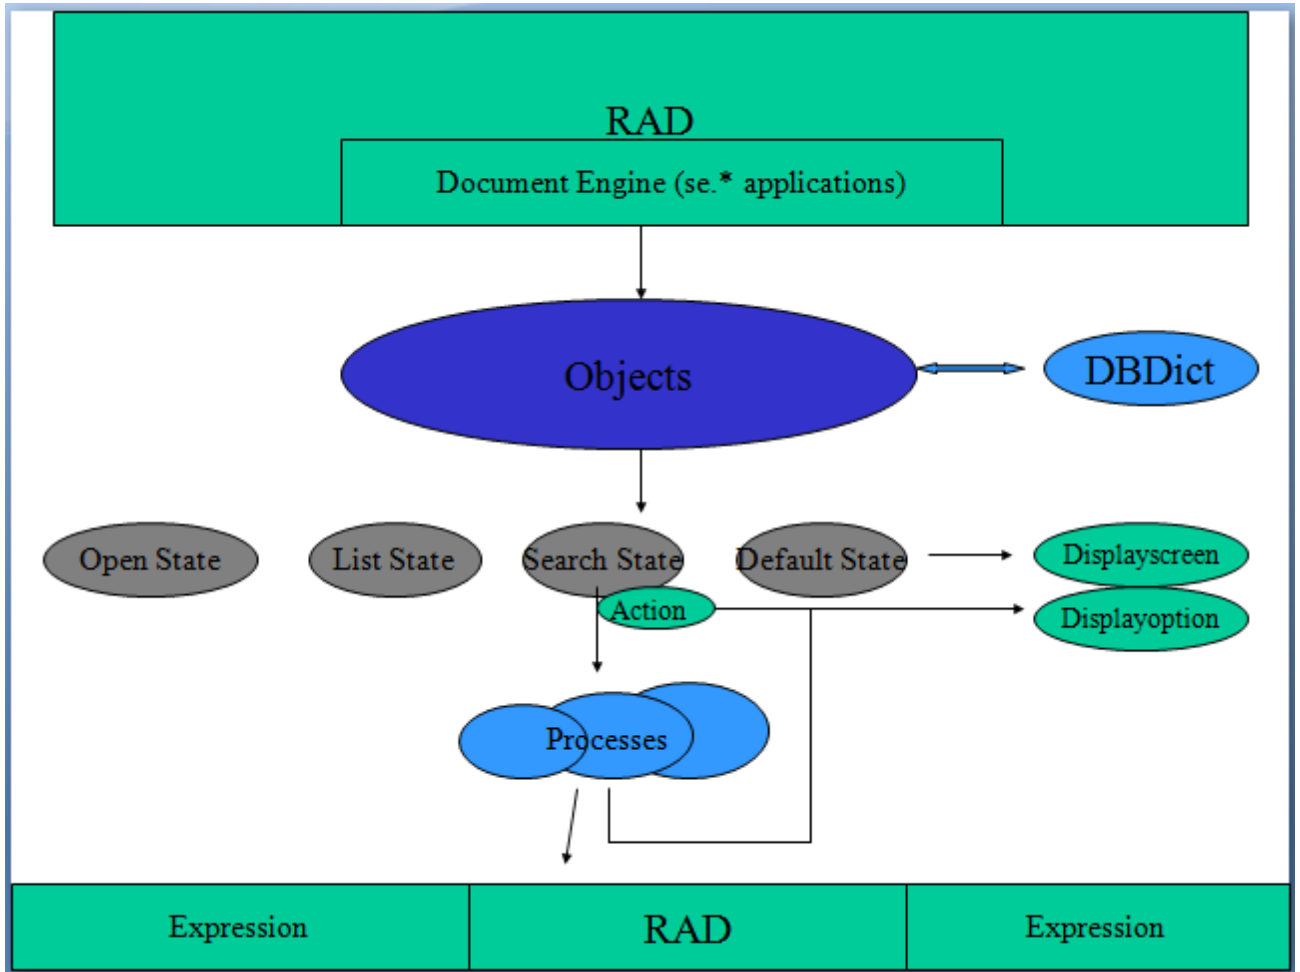 RAD
Document Engine (se.* applications)
Objects
DBDict
Open State
List State
Search State
Default State
Displayscreen
Action
Displayoption
Processes
Expression
RAD
Expression